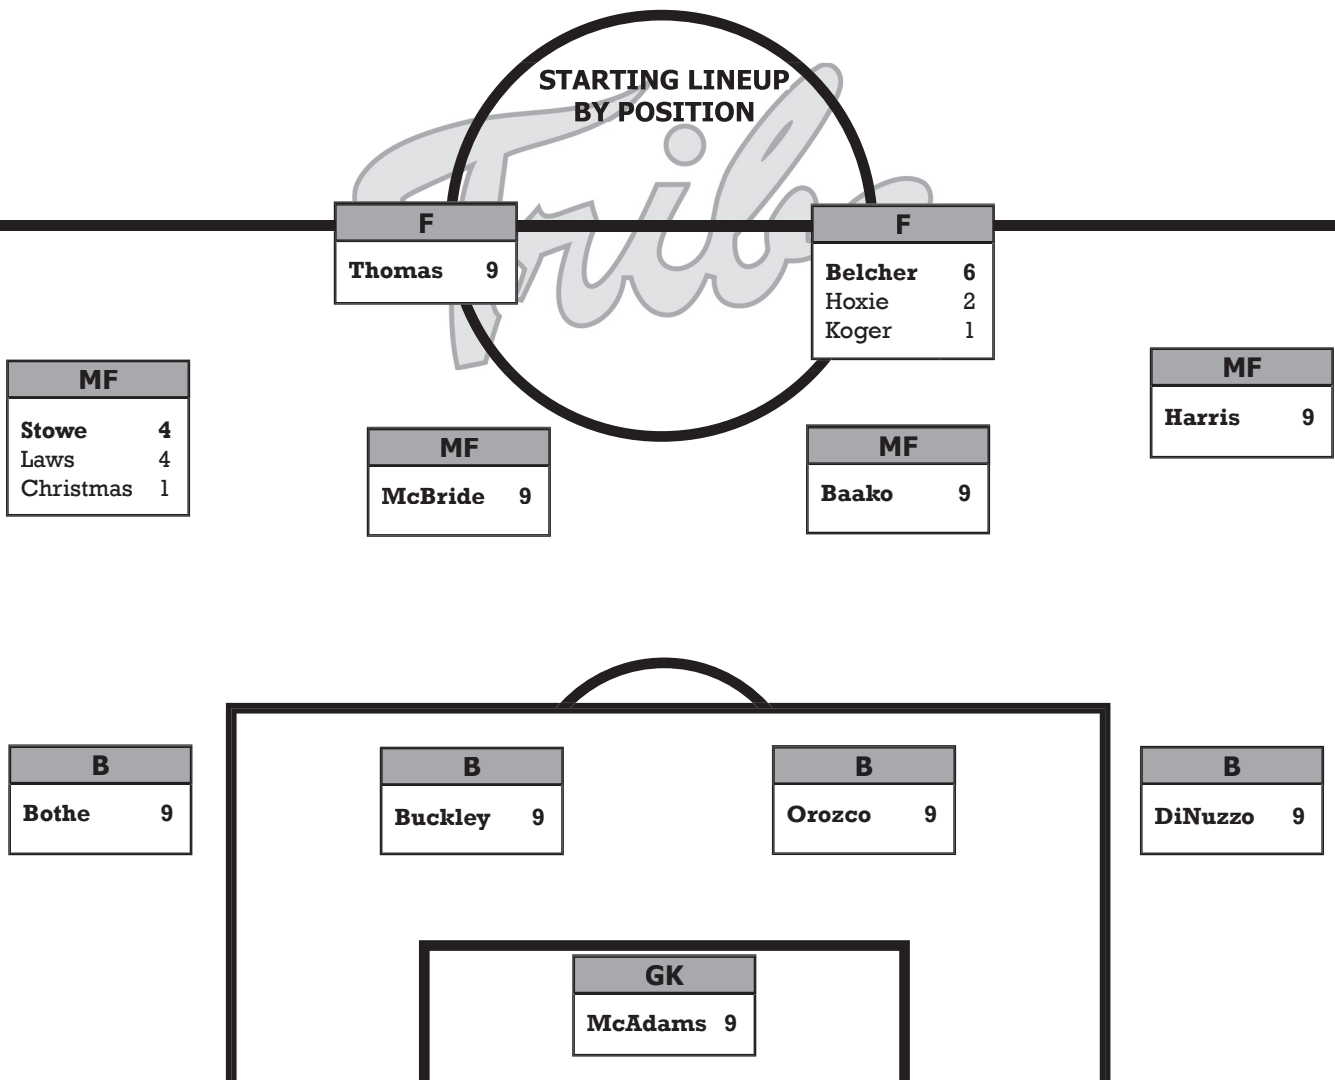 STARTING LINEUP
BY POSITION
Tribe
F
Thomas 9
F
Belcher 6
Hoxie 2
Koger 1
MF
Stowe 4
Laws 4
Christmas 1
MF
McBride 9
MF
Baako 9
MF
Harris 9
B
Bothe 9
B
Buckley 9
B
Orozco 9
B
DiNuzzo 9
GK
McAdams 9